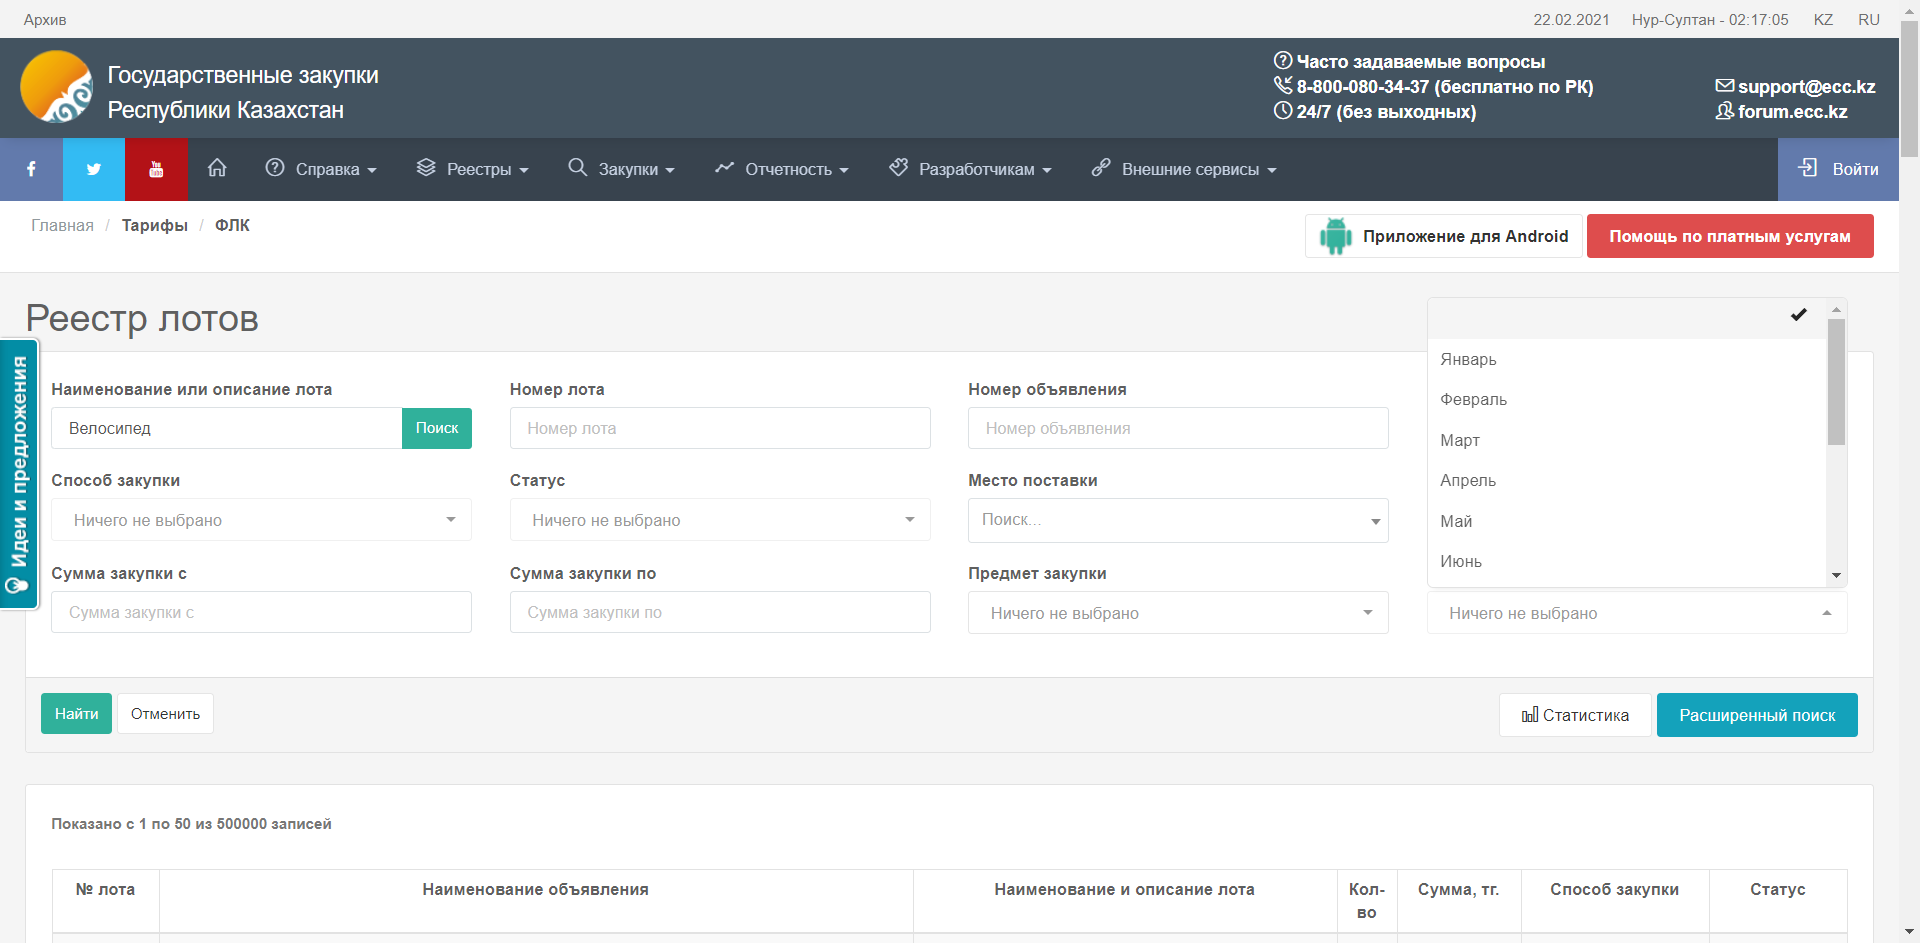 Архив
22.02.2021 Нур-Султан - 02:17:05 KZ RU
Государственные закупки
Республики Казахстан
Часто задаваемые вопросы
8-800-080-34-37 (бесплатно по РК)
24/7 (без выходных)
support@ecc.kz
forum.ecc.kz
You Tube
Справка
Реестры
Закупки
Отчетность
Разработчикам
Внешние сервисы
Войти
Главная / Тарифы / ФЛК
Приложение для Android
Помощь по платным услугам
Реестр лотов
Идеи и предложения
Наименование или описание лота
Велосипед
Поиск
Номер лота
Номер лота
Номер объявления
Номер объявления
Январь
Февраль
Март
Апрель
Май
Июнь
Способ закупки
Ничего не выбрано
Статус
Ничего не выбрано
Место поставки
Поиск...
Сумма закупки с
Сумма закупки с
Сумма закупки по
Сумма закупки по
Предмет закупки
Ничего не выбрано
Ничего не выбрано
Найти
Отменить
Статистика
Расширенный поиск
Показано с 1 по 50 из 500000 записей
№ лота
Наименование объявления
Наименование и описание лота
Кол-
во
Сумма, тг.
Способ закупки
Статус